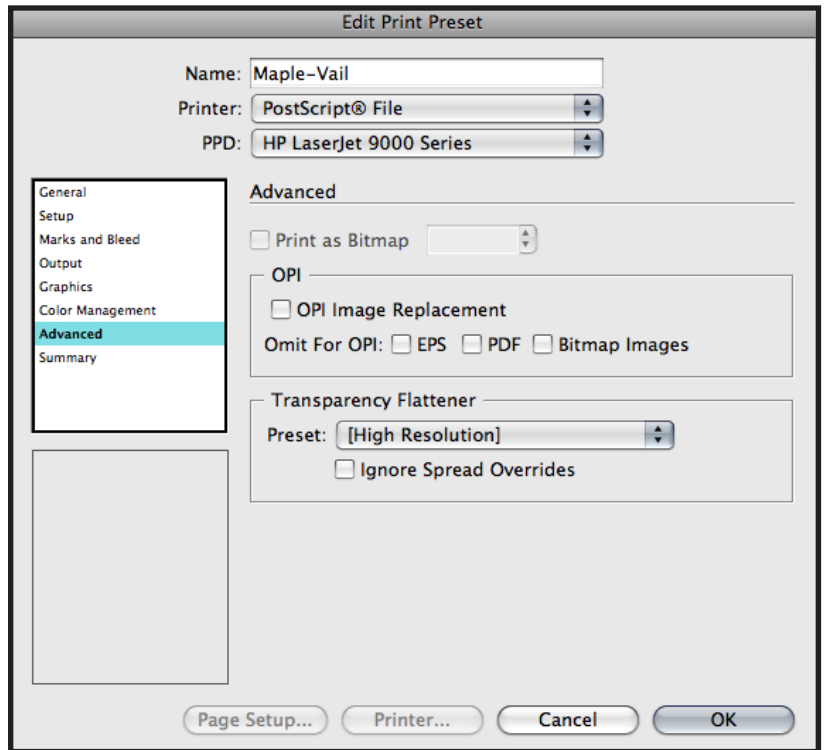 Edit Print Preset
Name: Maple-Vail
Printer: PostScript® File
PPD: HP LaserJet 9000 Series
General
Setup
Marks and Bleed
Output
Graphics
Color Management
Advanced
Summary
Advanced
Print as Bitmap
OPI
OPI Image Replacement
Omit For OPI: EPS PDF Bitmap Images
Transparency Flattener
Preset: [High Resolution]
Ignore Spread Overrides
Page Setup... Printer... Cancel OK